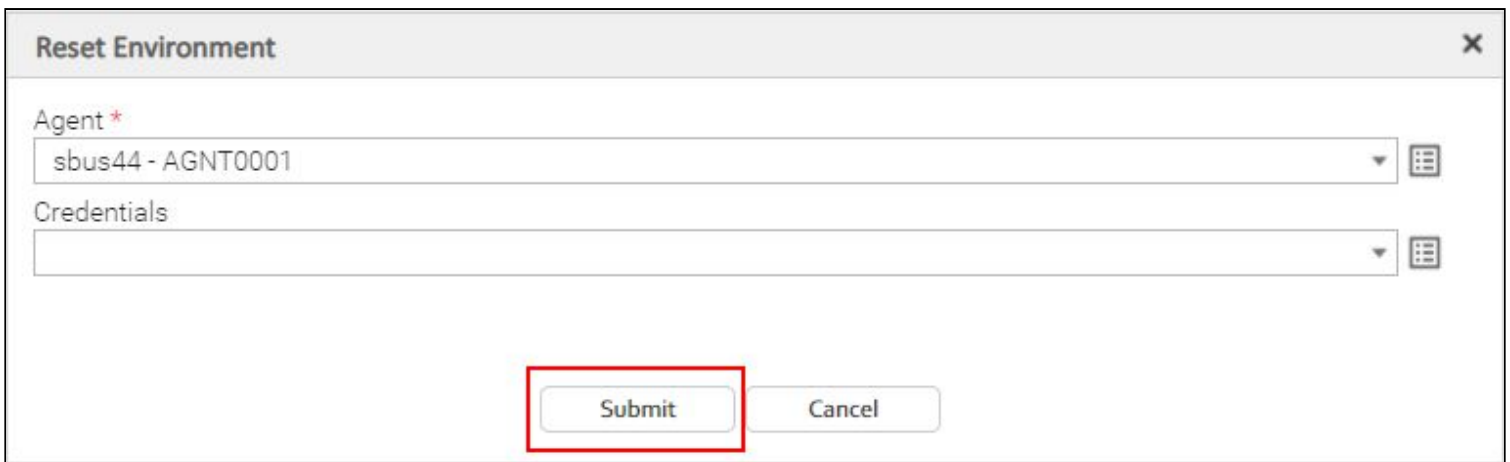 Reset Environment
Agent *
sbus44 - AGNT0001
Credentials
Submit Cancel